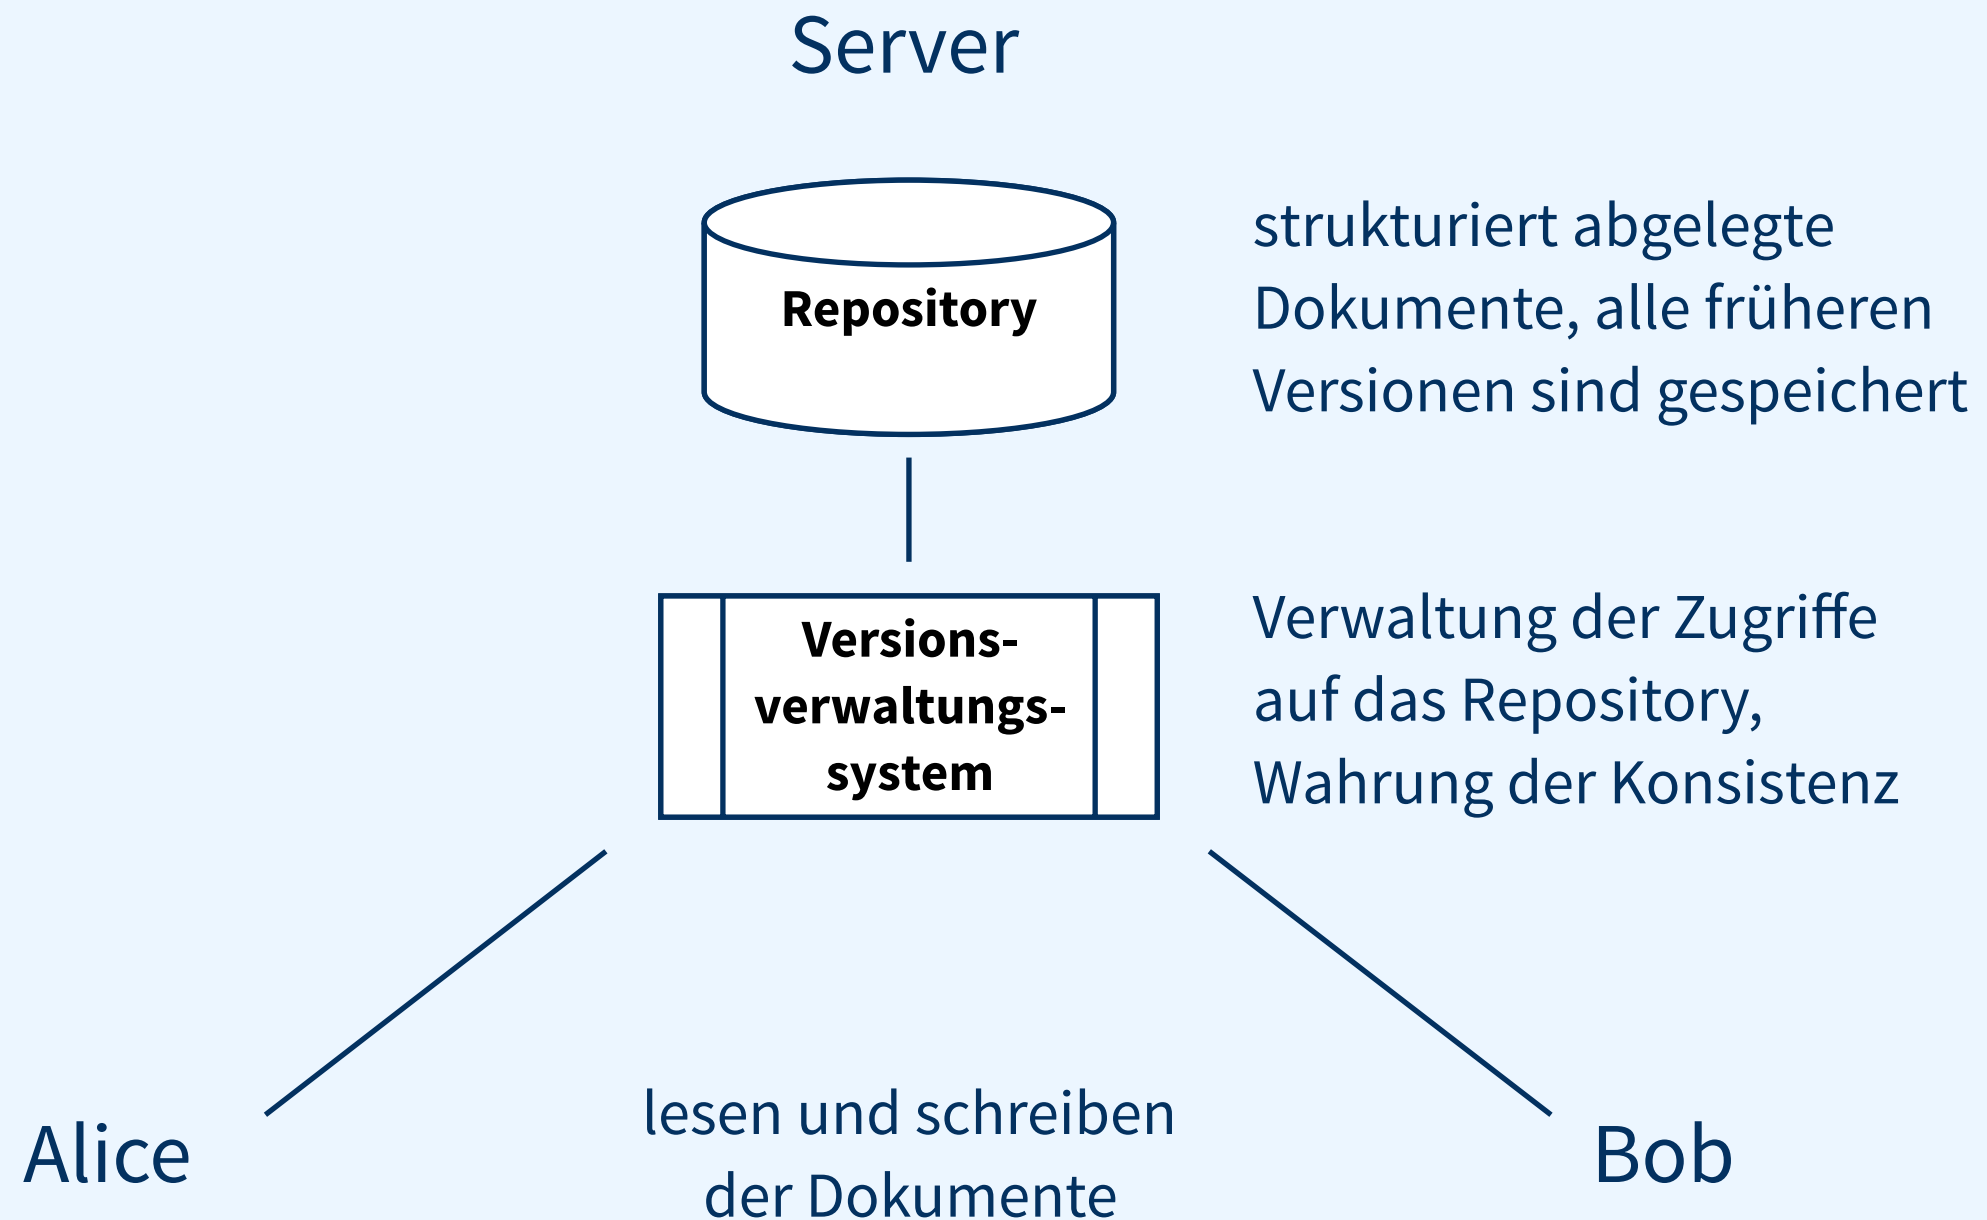 Server
Repository
strukturiert abgelegte
Dokumente, alle früheren
Versionen sind gespeichert
Versions-
verwaltungs-
system
Verwaltung der Zugriffe
auf das Repository,
Wahrung der Konsistenz
Alice
lesen und schreiben
der Dokumente
Bob